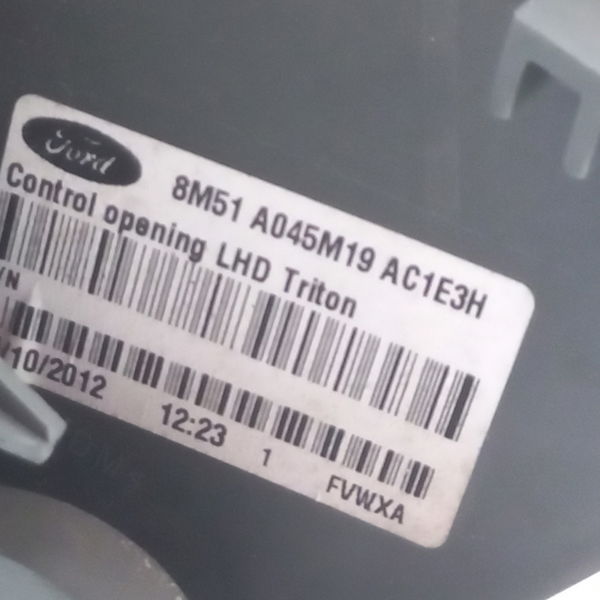 Ford
8M51 A045M19 AC1E3H
Control opening LHD Triton
/N
/10/2012 12:23 1 FVWXA